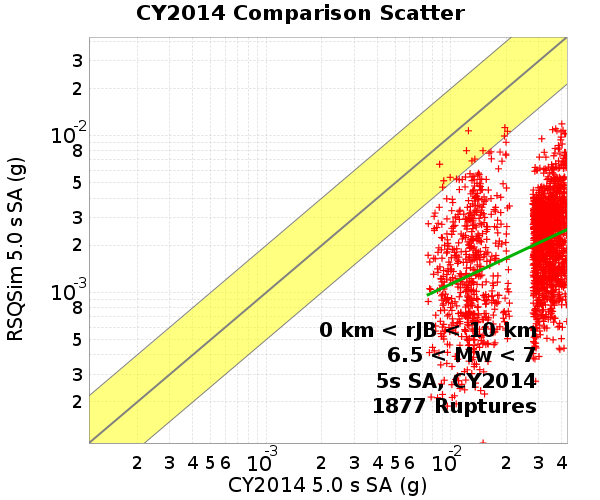 CY2014 Comparison Scatter
RSQSim 5.0 s SA (g)
3
2
10-2
8
5
3
2
10-3
8
5
3
2
0 km < rJB < 10 km
6.5 < Mw < 7
5s SA, CY2014
1877 Ruptures
2 3 4 5 6 10-3 2 3 4 5 6 10-2 2 3 4
CY2014 5.0 s SA (g)